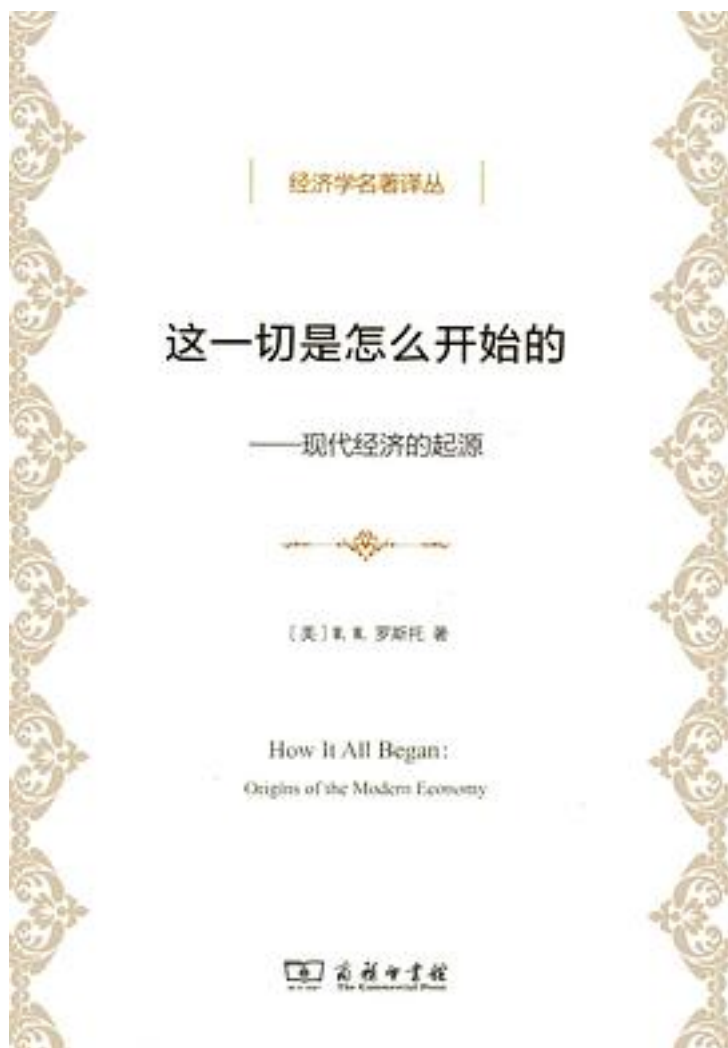 经济学名著译丛
这一切是怎么开始的
——现代经济的起源
〔美〕W. W. 罗斯托 著
How It All Began:
Origins of the Modern Economy
商务印书馆
The Commercial Press